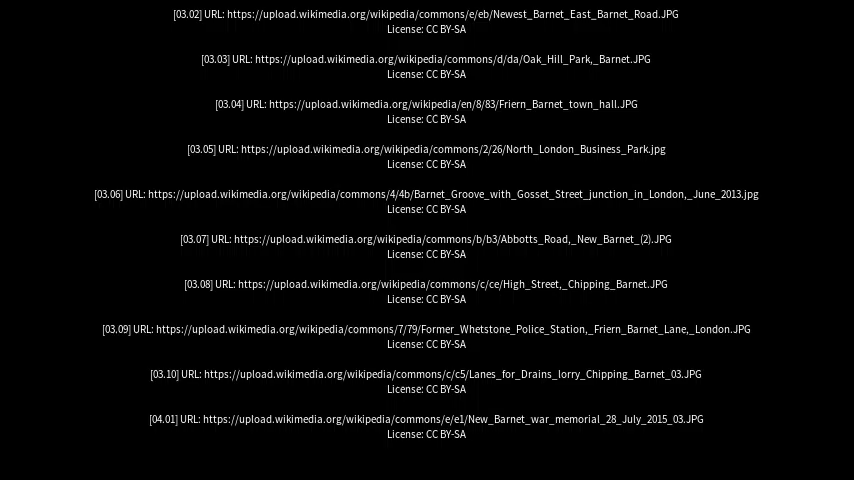 [03.02] URL: https://upload.wikimedia.org/wikipedia/commons/e/eb/Newest_Barnet_East_Barnet_Road.JPG
License: CC BY-SA
[03.03] URL: https://upload.wikimedia.org/wikipedia/commons/d/da/Oak_Hill_Park,_Barnet.JPG
License: CC BY-SA
[03.04] URL: https://upload.wikimedia.org/wikipedia/en/8/83/Friern_Barnet_town_hall.JPG
License: CC BY-SA
[03.05] URL: https://upload.wikimedia.org/wikipedia/commons/2/26/North_London_Business_Park.jpg
License: CC BY-SA
[03.06] URL: https://upload.wikimedia.org/wikipedia/commons/4/4b/Barnet_Groove_with_Gosset_Street_junction_in_London,_June_2013.jpg
License: CC BY-SA
[03.07] URL: https://upload.wikimedia.org/wikipedia/commons/b/b3/Abbotts_Road,_New_Barnet_(2).JPG
License: CC BY-SA
[03.08] URL: https://upload.wikimedia.org/wikipedia/commons/c/ce/High_Street,_Chipping_Barnet.JPG
License: CC BY-SA
[03.09] URL: https://upload.wikimedia.org/wikipedia/commons/7/79/Former_Whetstone_Police_Station,_Friern_Barnet_Lane,_London.JPG
License: CC BY-SA
[03.10] URL: https://upload.wikimedia.org/wikipedia/commons/c/c5/Lanes_for_Drains_lorry_Chipping_Barnet_03.JPG
License: CC BY-SA
[04.01] URL: https://upload.wikimedia.org/wikipedia/commons/e/e1/New_Barnet_war_memorial_28_July_2015_03.JPG
License: CC BY-SA